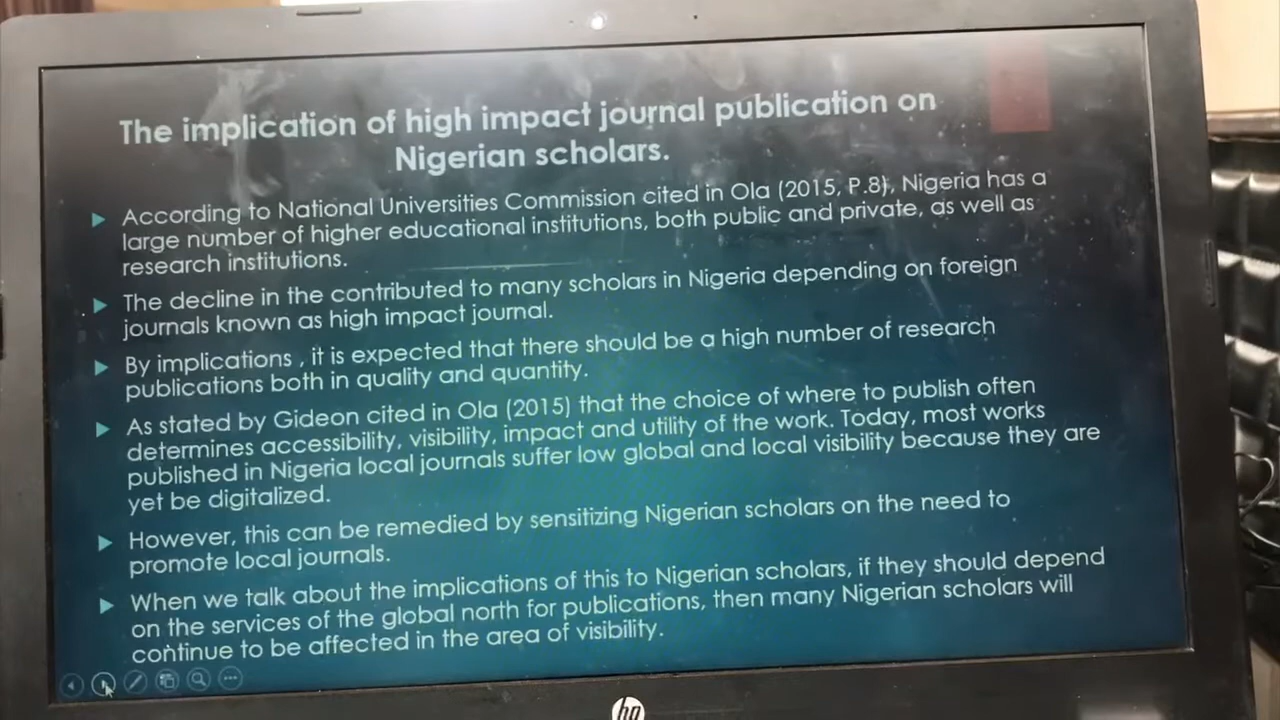 The implication of high impact journal publication on
Nigerian scholars.
According to National Universities Commission cited in Ola (2015, P.8), Nigeria has a
large number of higher educational institutions, both public and private, as well as
research institutions.
The decline in the contributed to many scholars in Nigeria depending on foreign
journals known as high impact journal.
By implications , it is expected that there should be a high number of research
publications both in quality and quantity.
As stated by Gideon cited in Ola (2015) that the choice of where to publish often
determines accessibility, visibility, impact and utility of the work. Today, most works
published in Nigeria local journals suffer low global and local visibility because they are
yet be digitalized.
However, this can be remedied by sensitizing Nigerian scholars on the need to
promote local journals.
When we talk about the implications of this to Nigerian scholars, if they should depend
on the services of the global north for publications, then many Nigerian scholars will
continue to be affected in the area of visibility.
hp